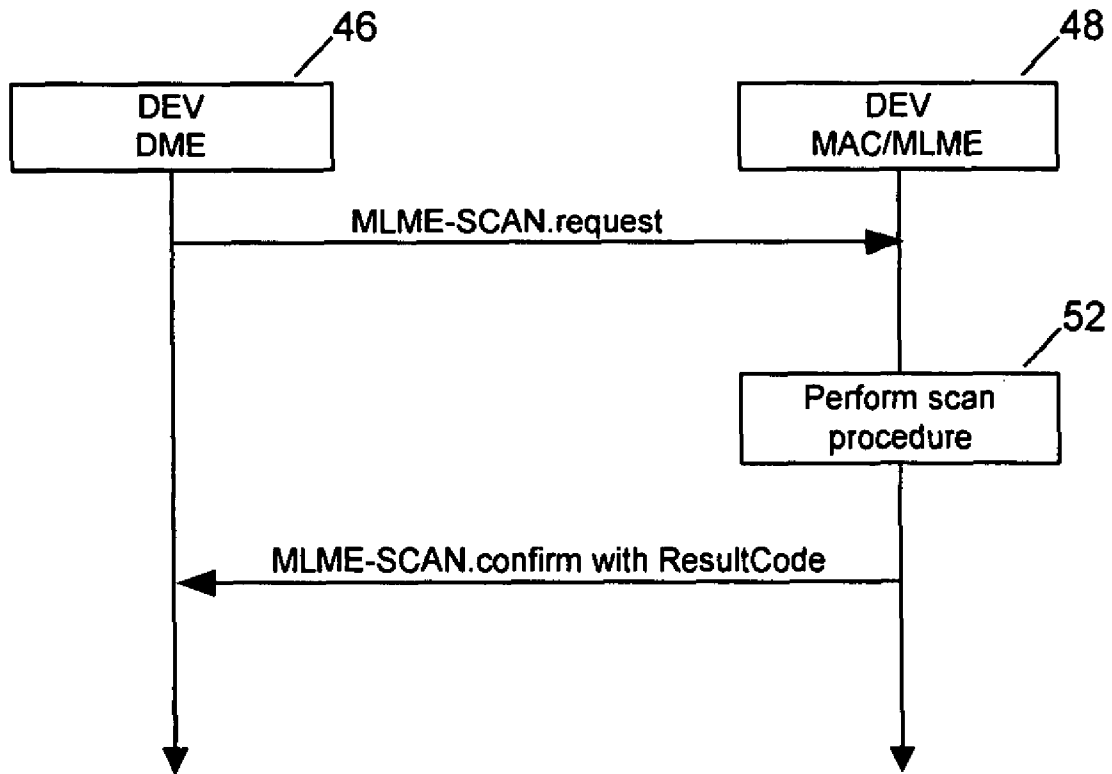 46
48
DEV
DME
DEV
MAC/MLME
MLME-SCAN.request
52
Perform scan
procedure
MLME-SCAN.confirm with ResultCode